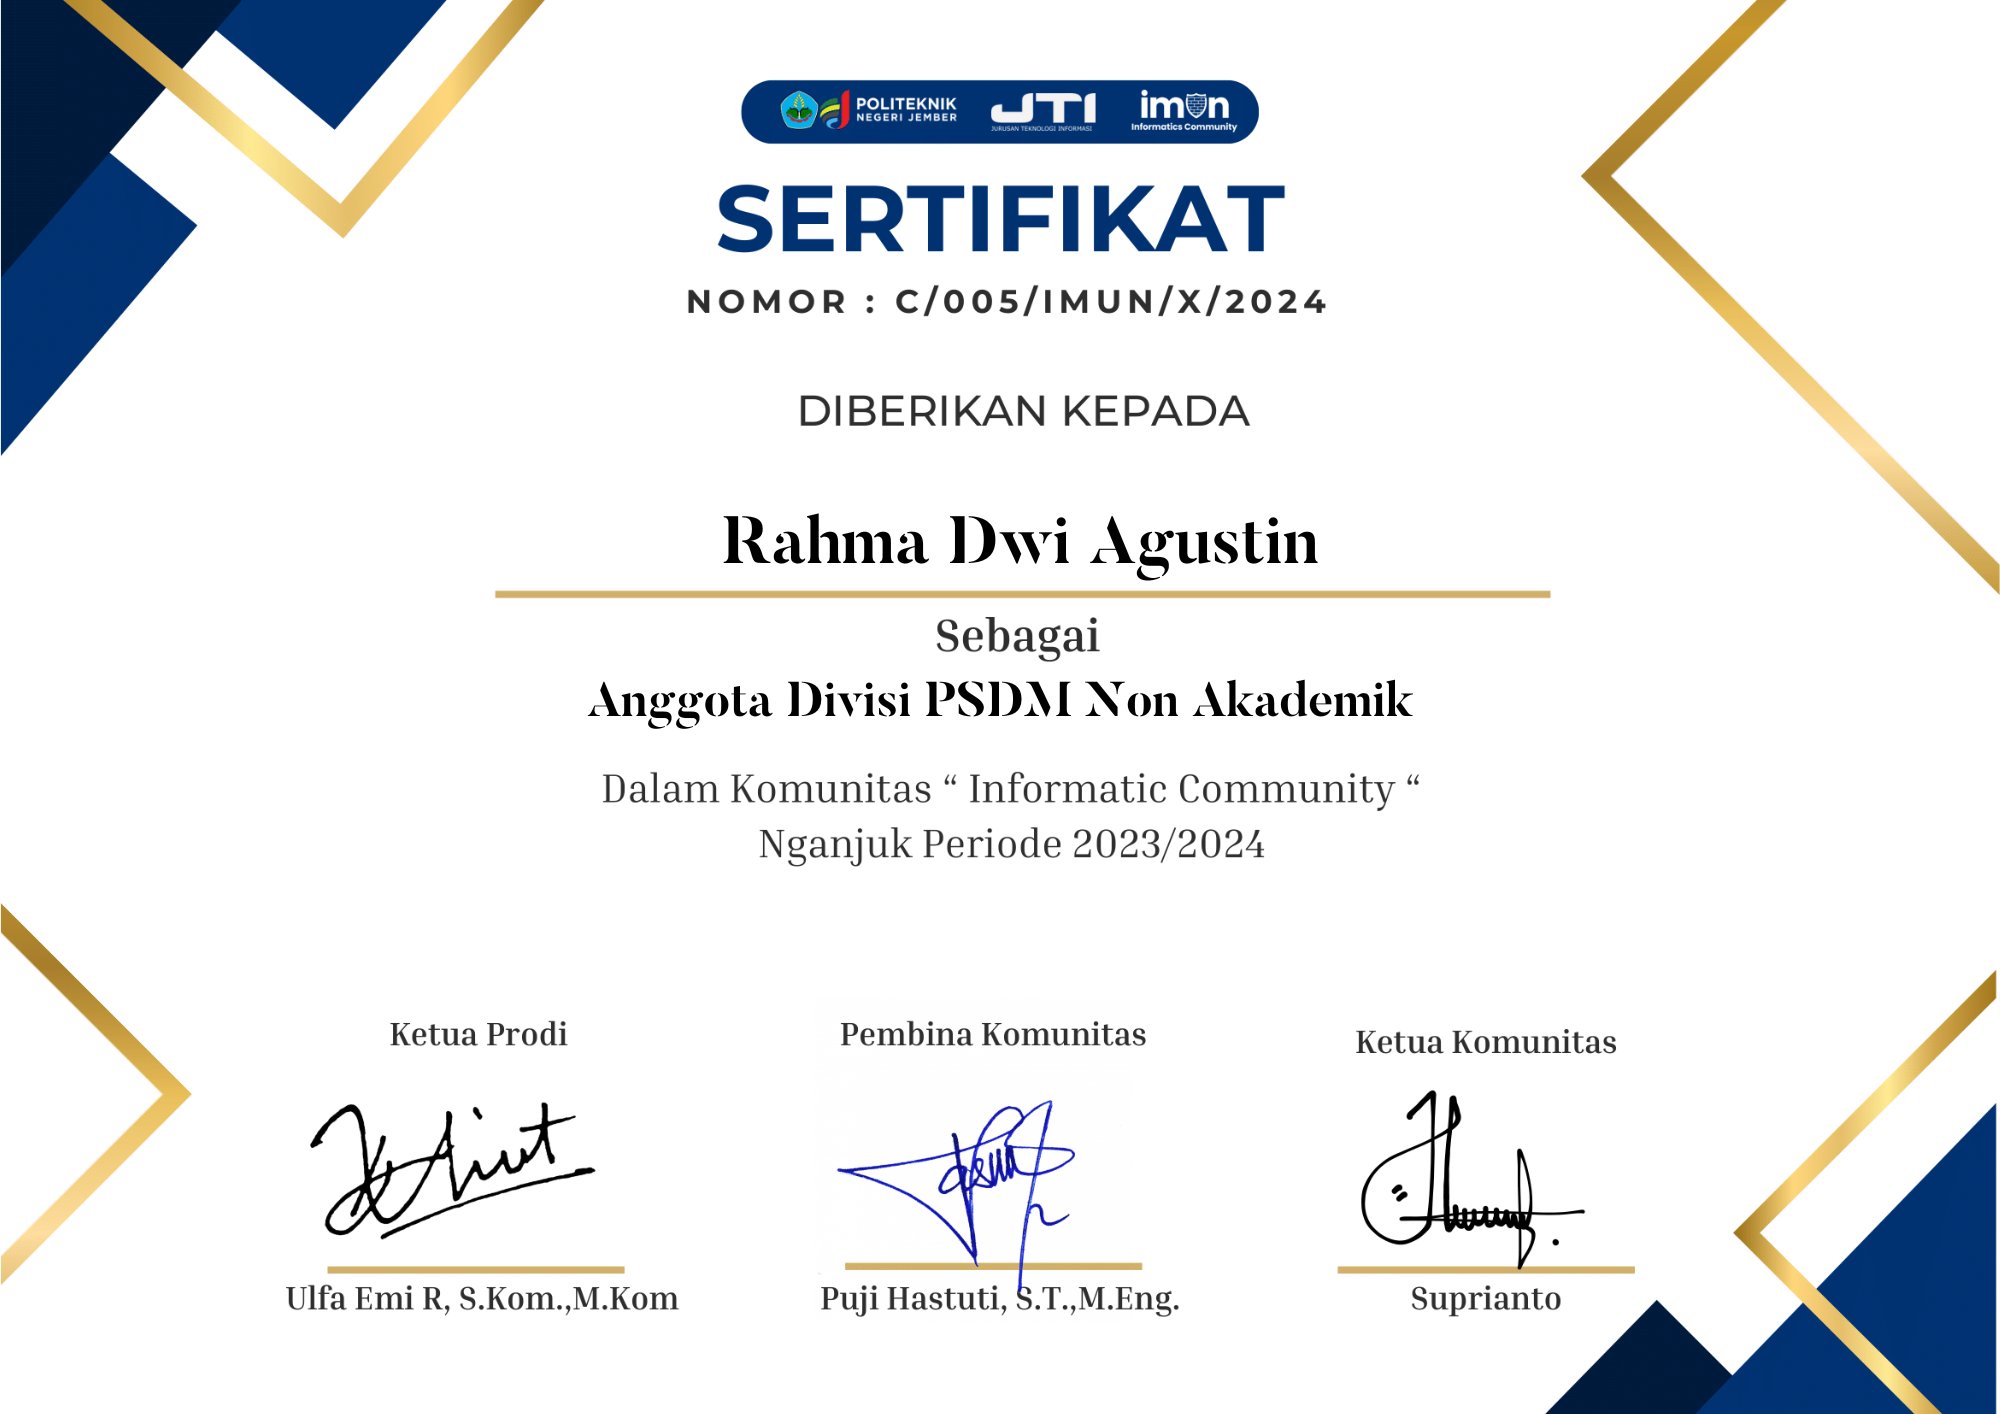 POLITEKNIK
NEGERI JEMBER
JTI
JURUSAN TEKNOLOGI INFORMASI
imun
Informatics Community
SERTIFIKAT
NOMOR : C/005/IMUN/X/2024
DIBERIKAN KEPADA
Rahma Dwi Agustin
Sebagai
Anggota Divisi PSDM Non Akademik
Dalam Komunitas “ Informatic Community “
Nganjuk Periode 2023/2024
Ketua Prodi
Pembina Komunitas
Ketua Komunitas
Ulfa Emi R, S.Kom.,M.Kom
Puji Hastuti, S.T.,M.Eng.
Suprianto